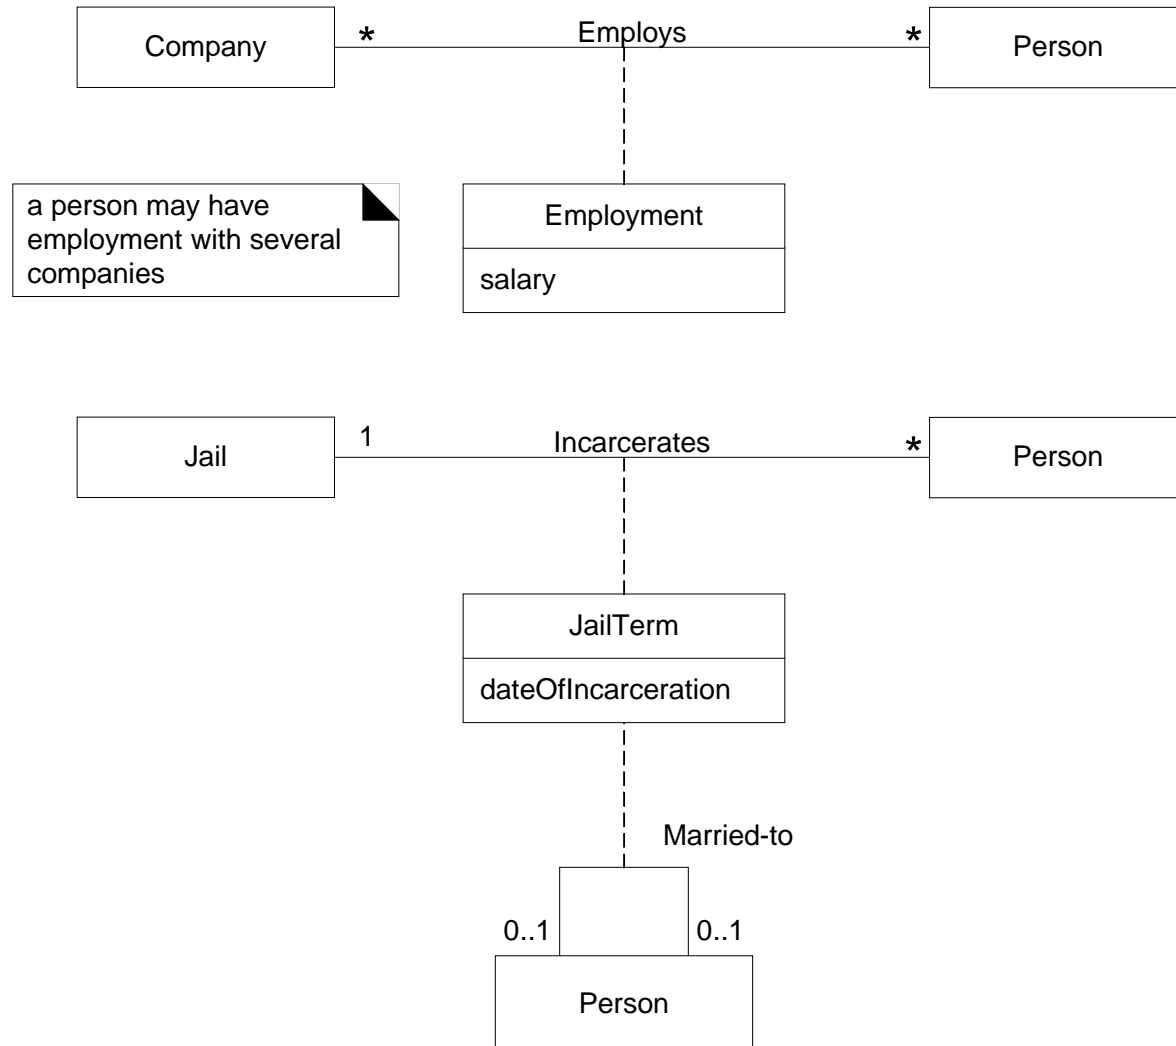 Company
*
Employs
*
Person
a person may have
employment with several
companies
Employment
salary
Jail
1
Incarcerates
*
Person
JailTerm
dateOfIncarceration
Married-to
0..1
0..1
Person